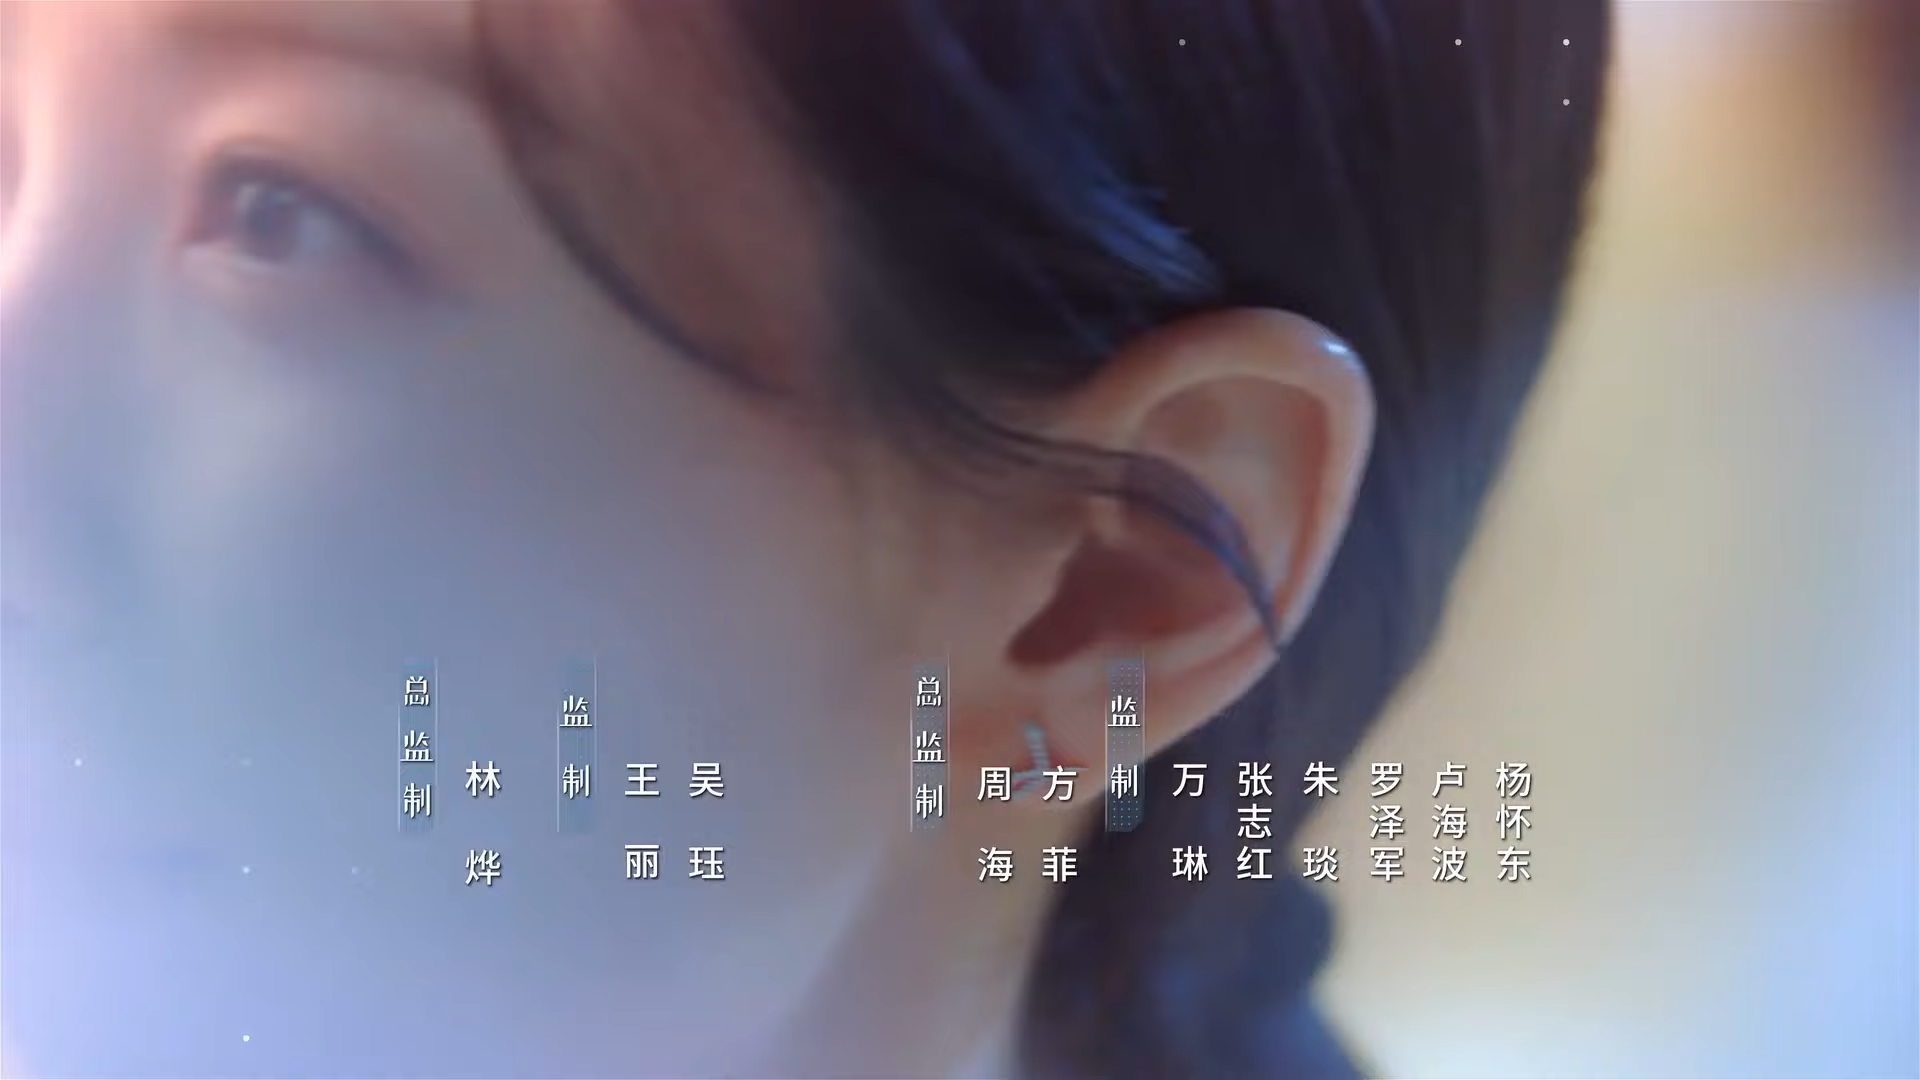 总监制
林烨
监制
王丽
吴珏
总监制
周海
方菲
监制
万琳
张志红
朱琰
罗泽军
卢海波
杨怀东